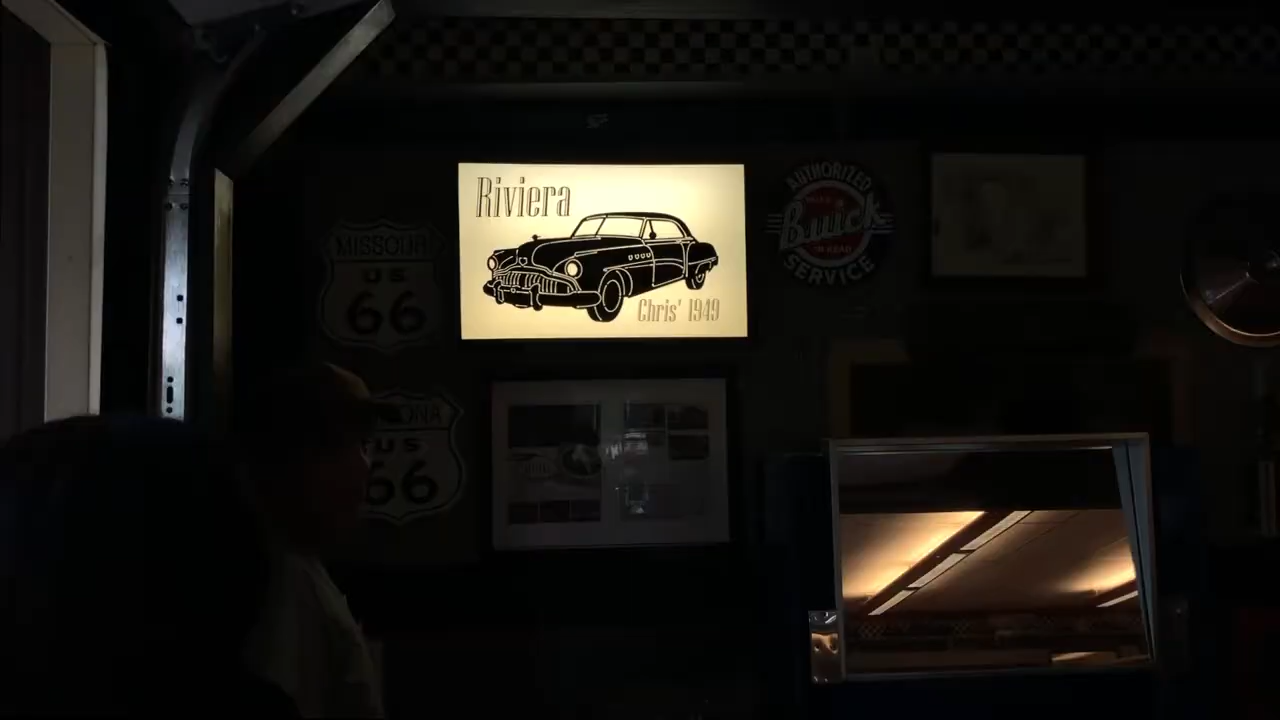 Riviera
Chris' 1949
MISSOURI
US
66
AUTHORIZED
Buick
SERVICE
US
66